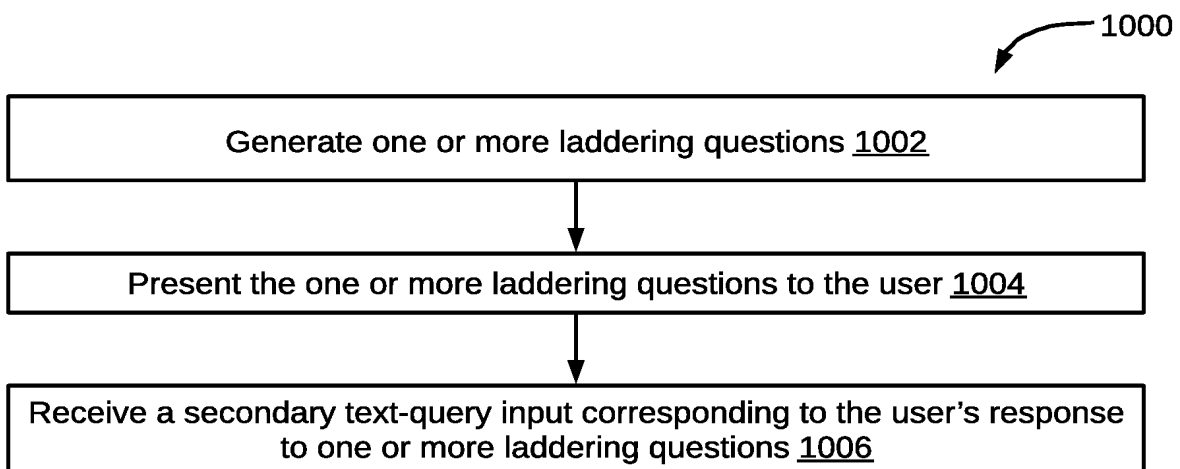 1000
Generate one or more laddering questions 1002
Present the one or more laddering questions to the user 1004
Receive a secondary text-query input corresponding to the user’s response
to one or more laddering questions 1006